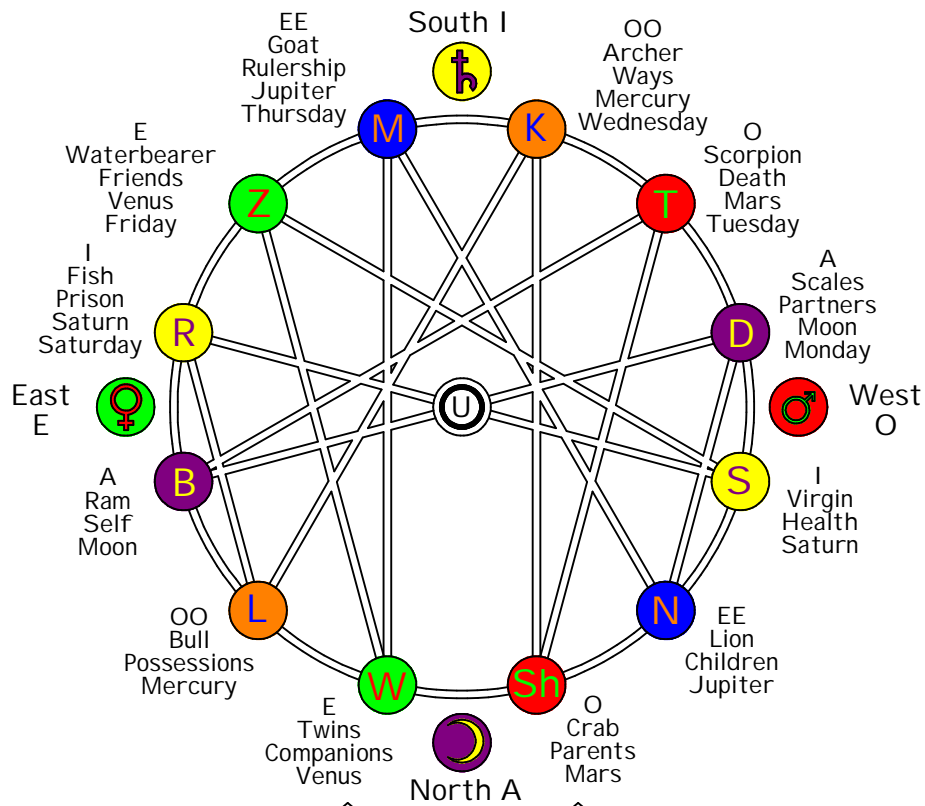 South I
EE
Goat
Rulership
Jupiter
Thursday
M
OO
Archer
Ways
Mercury
Wednesday
K
E
Waterbearer
Friends
Venus
Friday
Z
O
Scorpion
Death
Mars
Tuesday
T
I
Fish
Prison
Saturn
Saturday
R
A
Scales
Partners
Moon
Monday
D
East
E
U
West
O
A
Ram
Self
Moon
B
I
Virgin
Health
Saturn
S
OO
Bull
Possessions
Mercury
L
EE
Lion
Children
Jupiter
N
E
Twins
Companions
Venus
W
O
Crab
Parents
Mars
Sh
North A